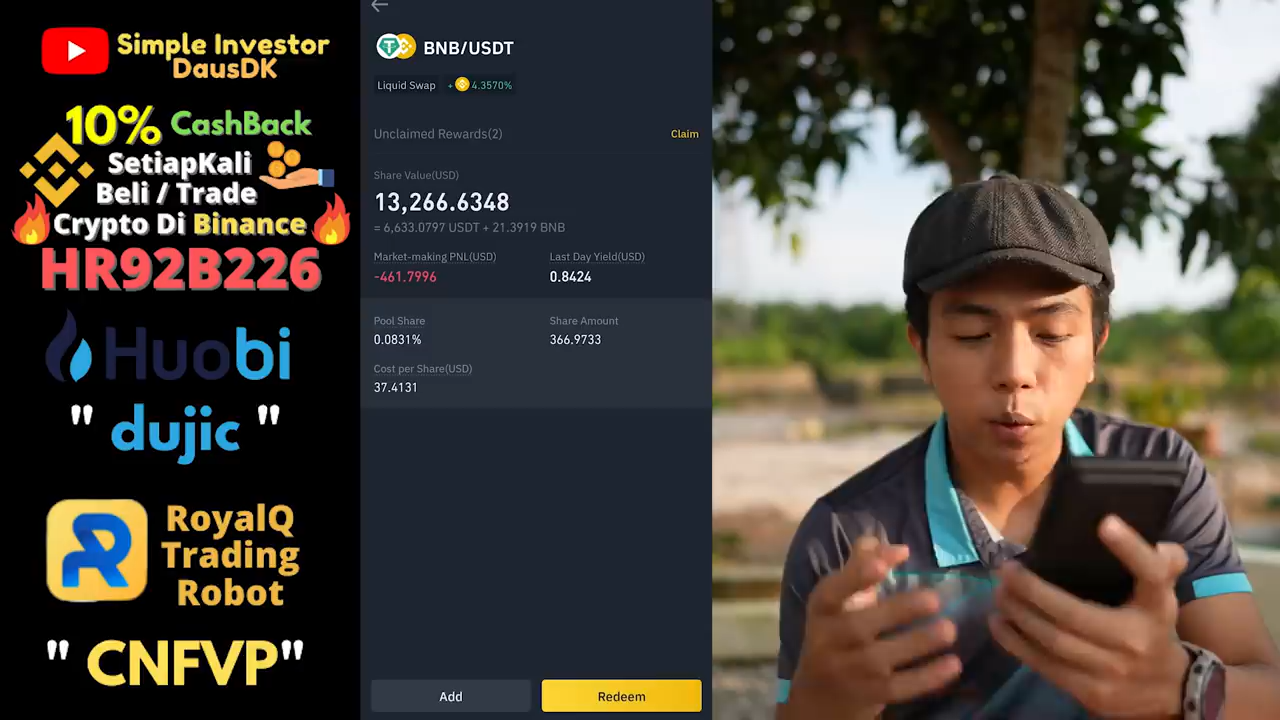 Simple Investor
DausDK
10% CashBack
SetiapKali
Beli / Trade
Crypto Di Binance
HR92B226
Huobi
" dujic "
RoyalQ
Trading
Robot
" CNFVP"
BNB/USDT
Liquid Swap + 4.3570%
Unclaimed Rewards(2) Claim
Share Value(USD)
13,266.6348
= 6,633.0797 USDT + 21.3919 BNB
Market-making PNL(USD) Last Day Yield(USD)
-461.7996 0.8424
Pool Share Share Amount
0.0831% 366.9733
Cost per Share(USD)
37.4131
Add Redeem